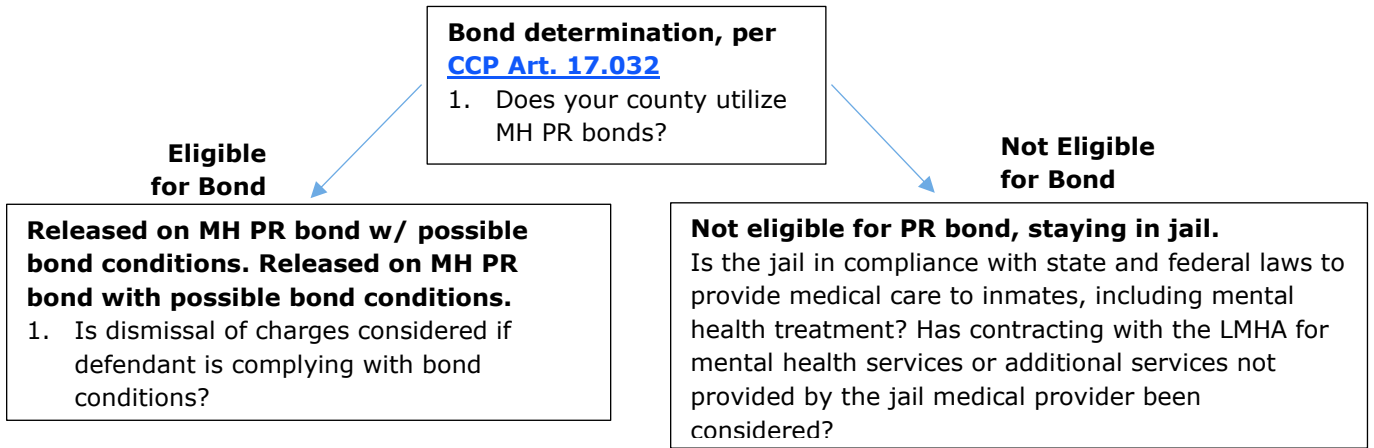 Bond determination, per
CCP Art. 17.032
1. Does your county utilize
MH PR bonds?
Eligible
for Bond
Not Eligible
for Bond
Released on MH PR bond w/ possible
bond conditions. Released on MH PR
bond with possible bond conditions.
1. Is dismissal of charges considered if
defendant is complying with bond
conditions?
Not eligible for PR bond, staying in jail.
Is the jail in compliance with state and federal laws to
provide medical care to inmates, including mental
health treatment? Has contracting with the LMHA for
mental health services or additional services not
provided by the jail medical provider been
considered?